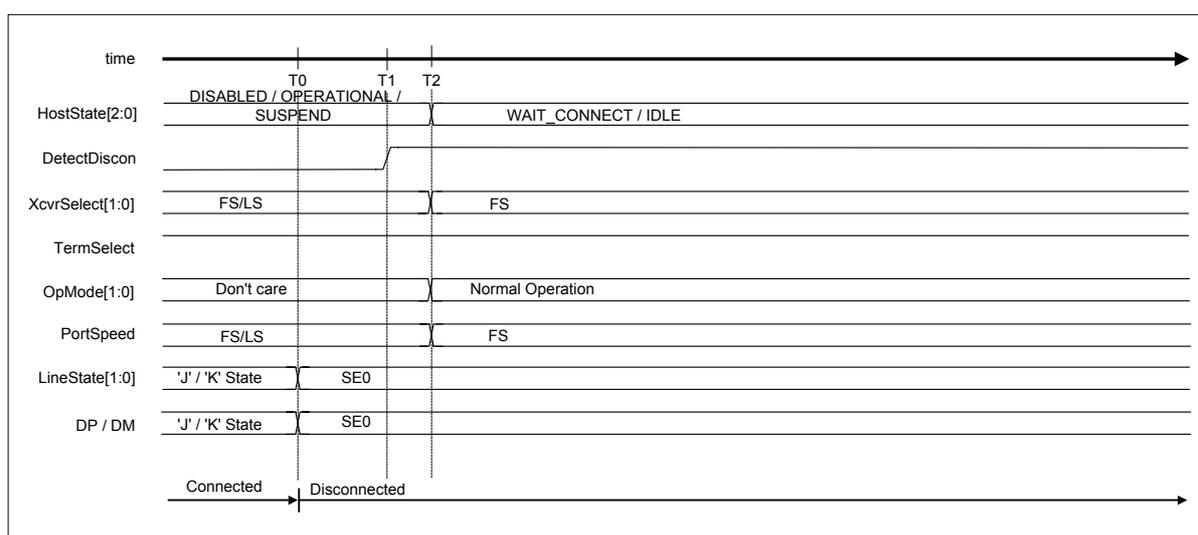 time
T0 T1 T2
DISABLED / OPERATIONAL /
HostState[2:0] SUSPEND WAIT_CONNECT / IDLE
DetectDiscon
XcvrSelect[1:0] FS/LS FS
TermSelect
OpMode[1:0] Don't care Normal Operation
PortSpeed FS/LS FS
LineState[1:0] 'J' / 'K' State SE0
DP / DM 'J' / 'K' State SE0
Connected Disconnected